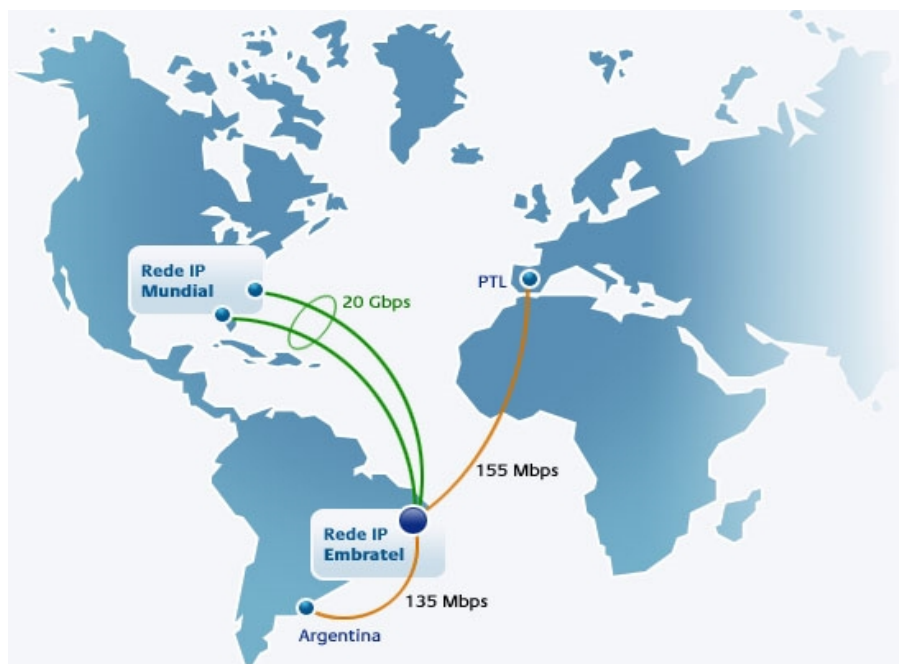 Rede IP
Mundial
20 Gbps
PTL
155 Mbps
Rede IP
Embratel
135 Mbps
Argentina